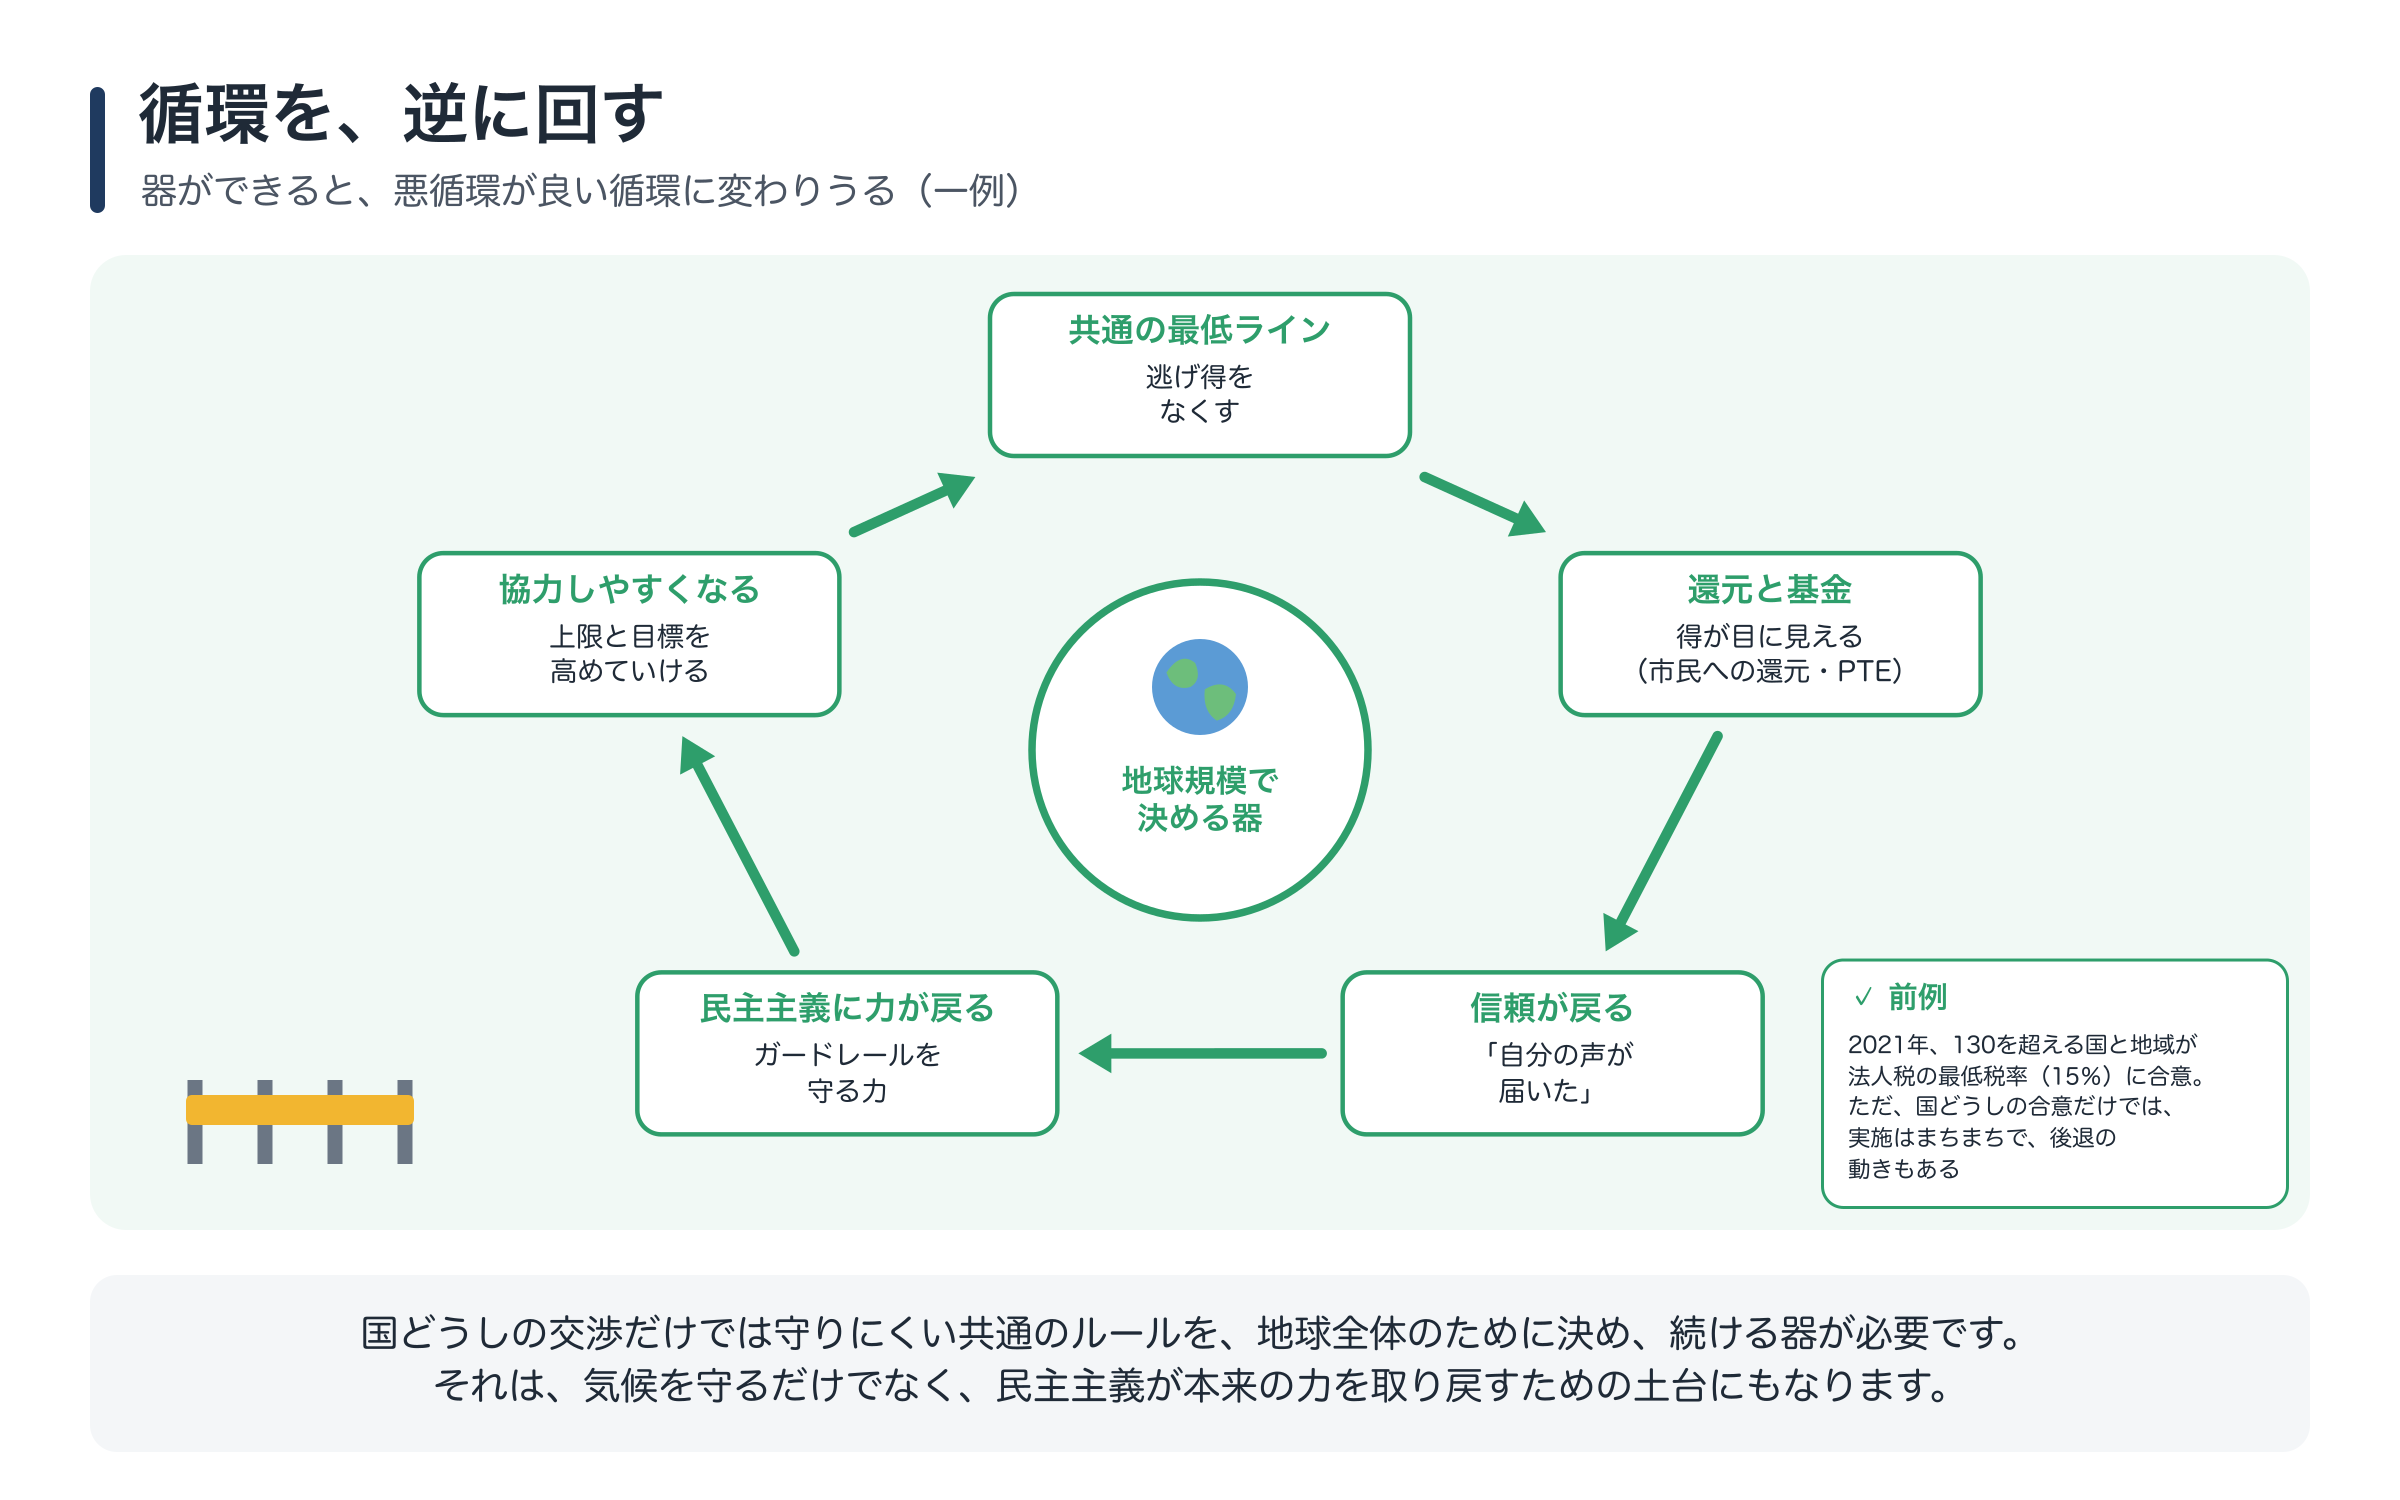 循環を、逆に回す
器ができると、悪循環が良い循環に変わりうる（一例）
共通の最低ライン
逃げ得を
なくす
協力しやすくなる
上限と目標を
高めていける
還元と基金
得が目に見える
（市民への還元・PTE）
地球規模で
決める器
民主主義に力が戻る
ガードレールを
守る力
信頼が戻る
「自分の声が
届いた」
✓ 前例
2021年、130を超える国と地域が
法人税の最低税率（15%）に合意。
ただ、国どうしの合意だけでは、
実施はまちまちで、後退の
動きもある
国どうしの交渉だけでは守りにくい共通のルールを、地球全体のために決め、続ける器が必要です。
それは、気候を守るだけでなく、民主主義が本来の力を取り戻すための土台にもなります。